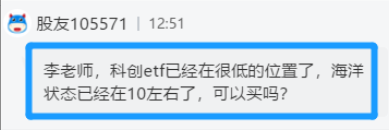 股友105571 | 12:51
李老师，科创etf已经在很低的位置了，海洋
状态已经在10左右了，可以买吗？